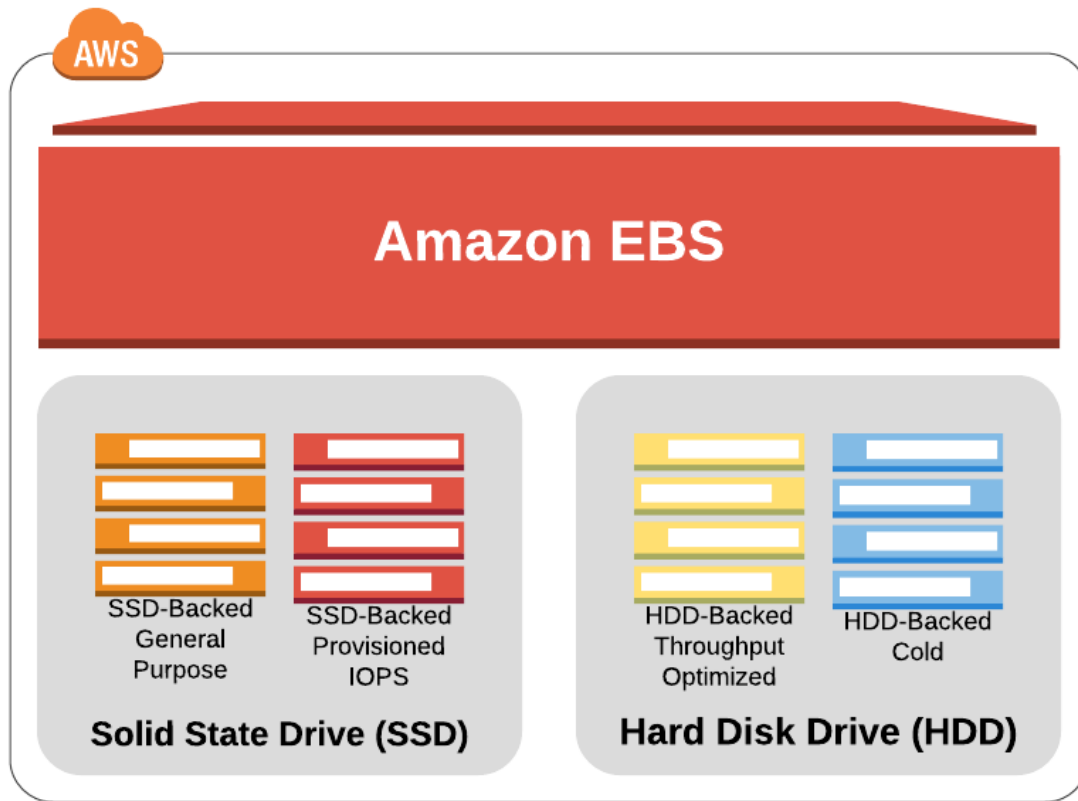 AWS
Amazon EBS
SSD-Backed
General
Purpose
SSD-Backed
Provisioned
IOPS
Solid State Drive (SSD)
HDD-Backed
Throughput
Optimized
HDD-Backed
Cold
Hard Disk Drive (HDD)